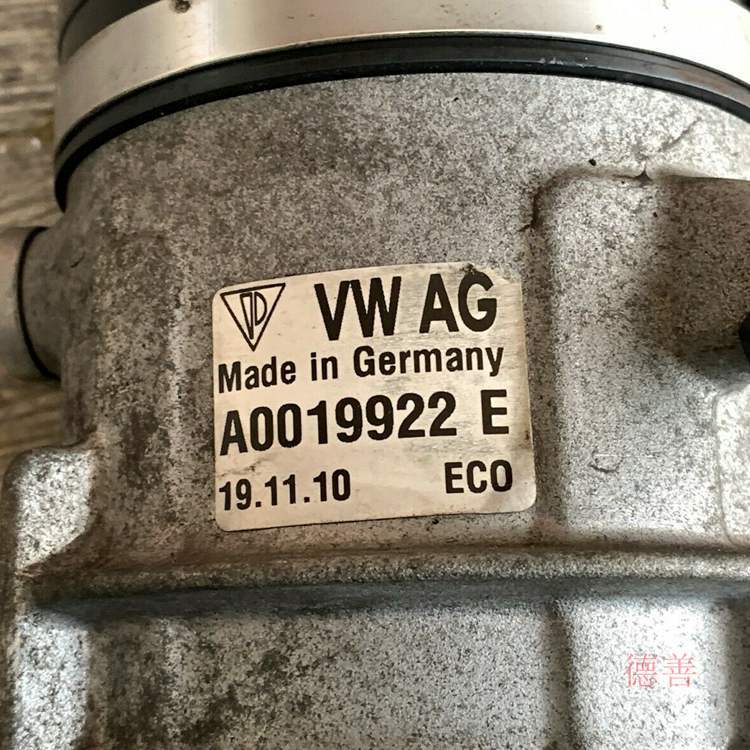 VW AG
Made in Germany
A0019922 E
19.11.10 ECO
德善